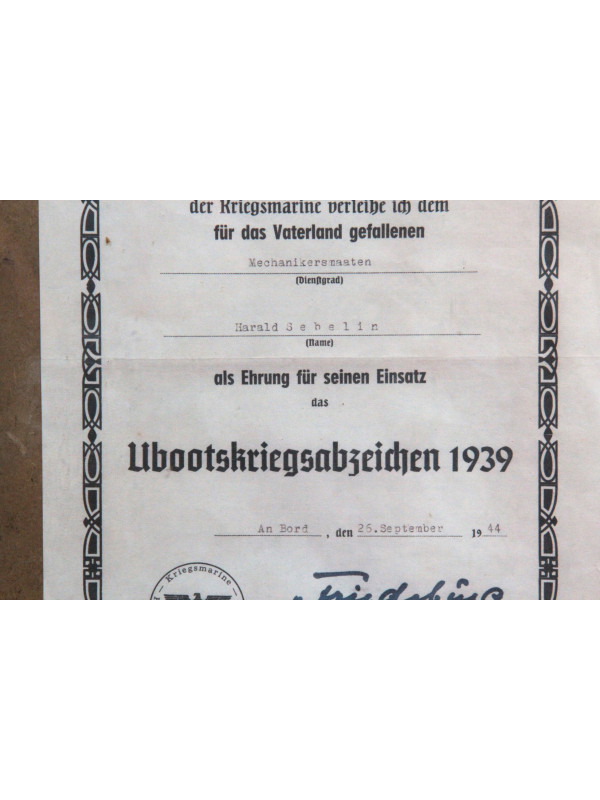 der Kriegsmarine verleihe ich dem
für das Vaterland gefallenen
Mechanikersmaaten
(Dienstgrad)
Harald Sebelin
(Name)
als Ehrung für seinen Einsatz
das
Ubootskriegsabzeichen 1939
An Bord, den 26.September 1944
– Kriegsmarine –